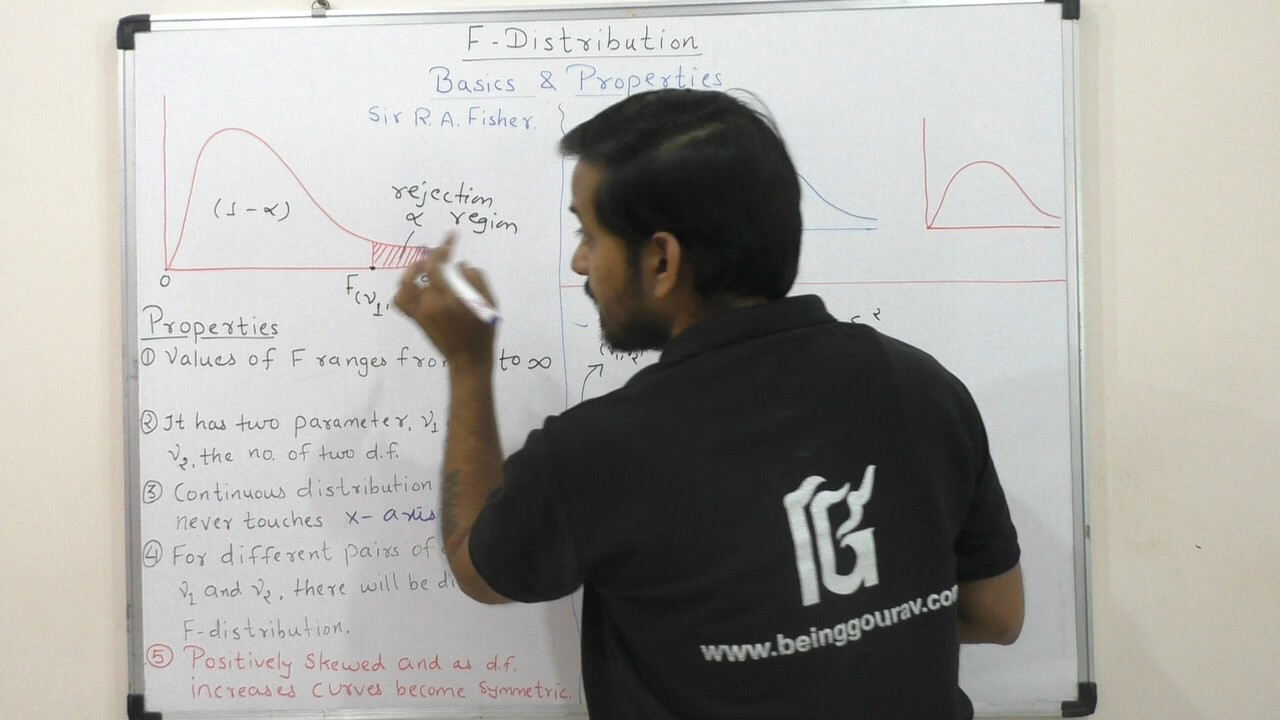 F-Distribution
Basics & Properties
Sir R.A. Fisher.
(1-α)
rejection
α region
0
F(ν1,
Properties
① Values of F ranges from to ∞
② It has two parameter, ν1
ν2, the no. of two d.f.
③ Continuous distribution
never touches x-axis
④ For different pairs of
ν1 and ν2, there will be
F-distribution.
⑤ Positively skewed and as d.f.
increases curves become symmetric.
(ν1,ν2)
www.beinggourav.com